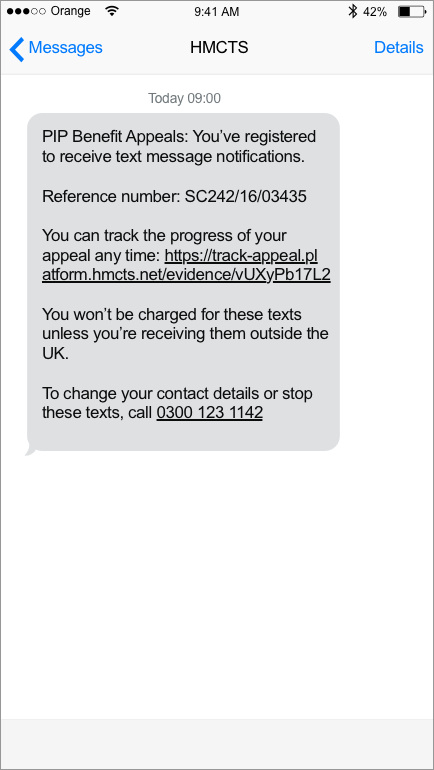 Orange 9:41 AM 42%
Messages HMCTS Details
Today 09:00
PIP Benefit Appeals: You’ve registered
to receive text message notifications.
Reference number: SC242/16/03435
You can track the progress of your
appeal any time: https://track-appeal.pl
atform.hmcts.net/evidence/vUXyPb17L2
You won’t be charged for these texts
unless you’re receiving them outside the
UK.
To change your contact details or stop
these texts, call 0300 123 1142